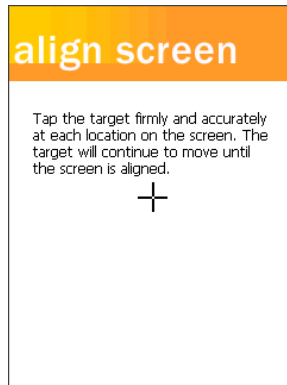 align screen
Tap the target firmly and accurately
at each location on the screen. The
target will continue to move until
the screen is aligned.